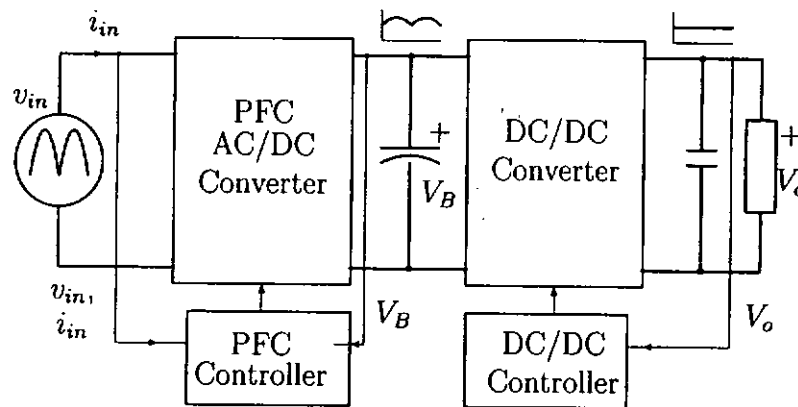 i_in
v_in
PFC
AC/DC
Converter
+
V_B
DC/DC
Converter
+
V_o
v_in,
i_in
V_B
V_o
PFC
Controller
DC/DC
Controller